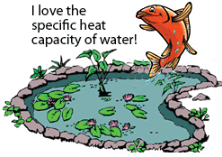 I love the
specific heat
capacity of water!